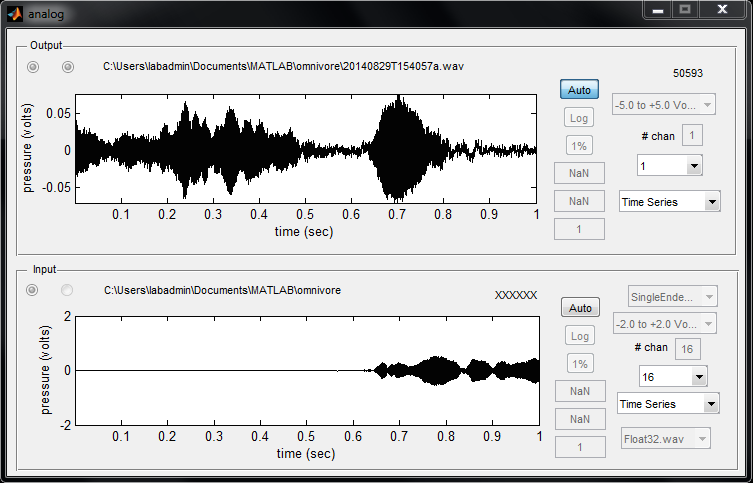 analog
Output
C:\Users\labadmin\Documents\MATLAB\omnivore\20140829T154057a.wav
50593
Auto
-5.0 to +5.0 Vo...
Log
# chan 1
1%
1
NaN
NaN
Time Series
1
pressure (volts)
0.05
0
-0.05
0.1 0.2 0.3 0.4 0.5 0.6 0.7 0.8 0.9 1
time (sec)
Input
C:\Users\labadmin\Documents\MATLAB\omnivore
XXXXXX
SingleEnde...
Auto
-2.0 to +2.0 Vo...
Log
# chan 16
1%
16
NaN
Time Series
NaN
1
Float32.wav
pressure (volts)
2
0
-2
0.1 0.2 0.3 0.4 0.5 0.6 0.7 0.8 0.9 1
time (sec)